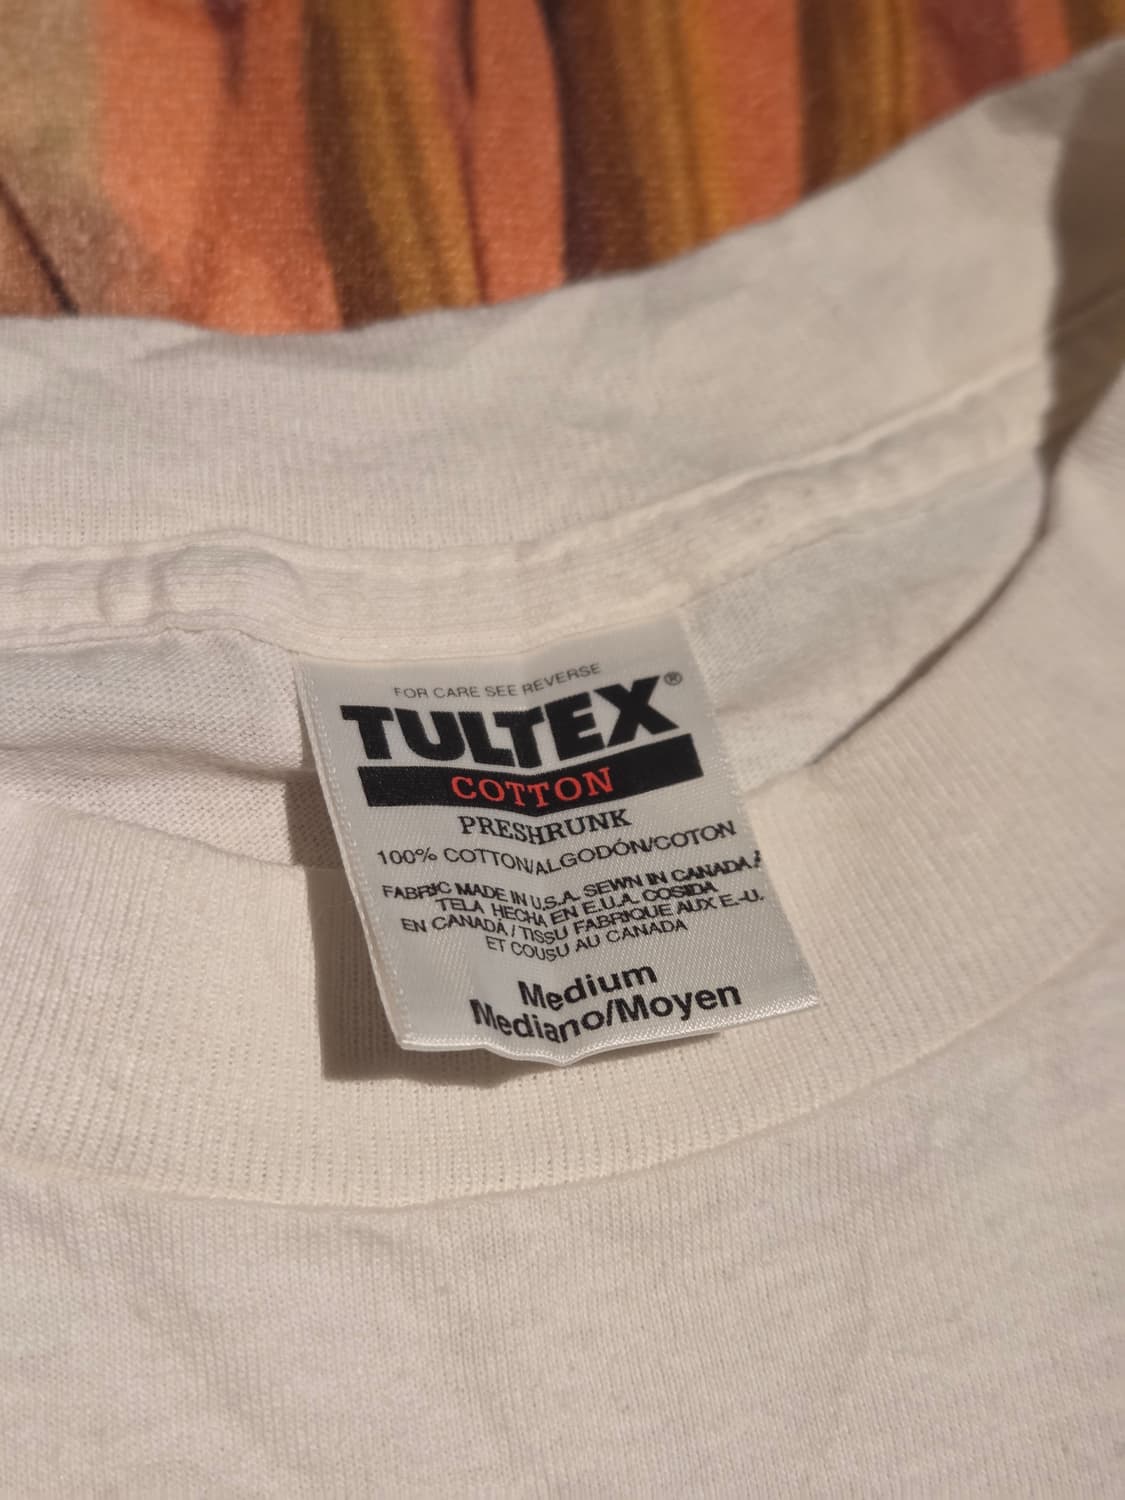 FOR CARE SEE REVERSE
TULTEX®
COTTON
PRESHRUNK
100% COTTON/ALGODÓN/COTON
FABRIC MADE IN U.S.A. SEWN IN CANADA/
TELA HECHA EN E.U.A. COSIDA
EN CANADÁ/TISSU FABRIQUE AUX E.-U.
ET COUSU AU CANADA
Medium
Mediano/Moyen